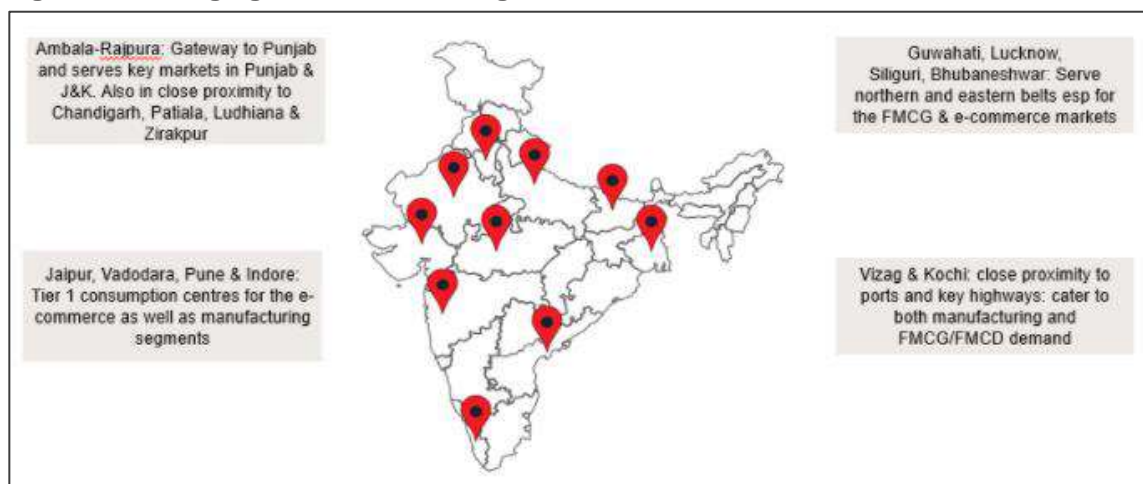 Ambala-Rajpura: Gateway to Punjab
and serves key markets in Punjab &
J&K. Also in close proximity to
Chandigarh, Patiala, Ludhiana &
Zirakpur
Guwahati, Lucknow,
Siliguri, Bhubaneshwar: Serve
northern and eastern belts esp for
the FMCG & e-commerce markets
Jaipur, Vadodara, Pune & Indore:
Tier 1 consumption centres for the e-
commerce as well as manufacturing
segments
Vizag & Kochi: close proximity to
ports and key highways: cater to
both manufacturing and
FMCG/FMCD demand